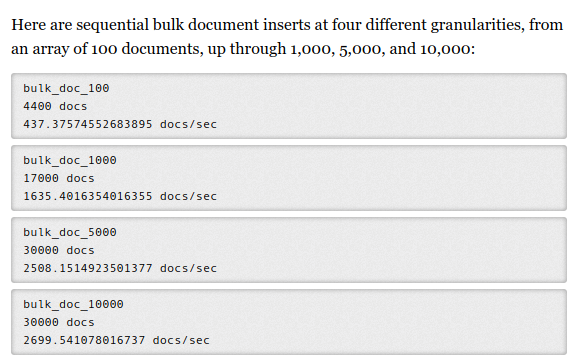 Here are sequential bulk document inserts at four different granularities, from
an array of 100 documents, up through 1,000, 5,000, and 10,000:
bulk_doc_100
4400 docs
437.37574552683895 docs/sec
bulk_doc_1000
17000 docs
1635.4016354016355 docs/sec
bulk_doc_5000
30000 docs
2508.1514923501377 docs/sec
bulk_doc_10000
30000 docs
2699.541078016737 docs/sec